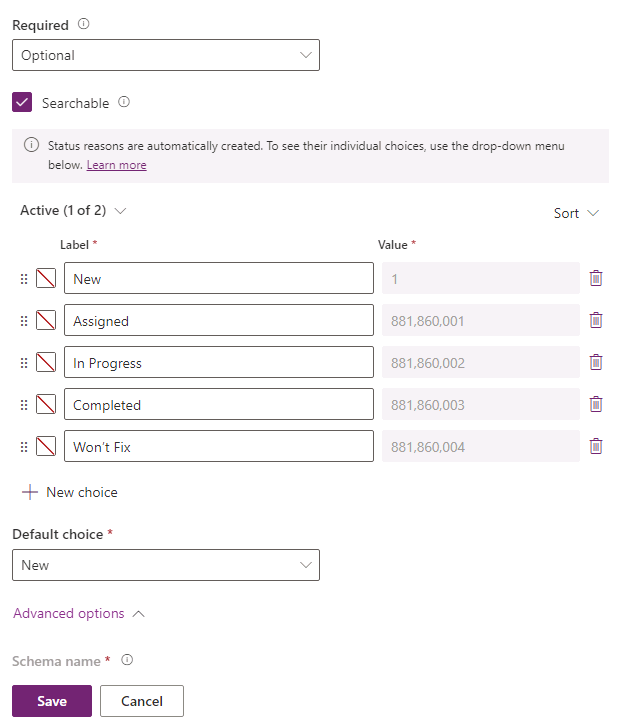 Required
Optional
Searchable
Status reasons are automatically created. To see their individual choices, use the drop-down menu
below. Learn more
Active (1 of 2)
Sort
Label * Value *
New 1
Assigned 881,860,001
In Progress 881,860,002
Completed 881,860,003
Won't Fix 881,860,004
New choice
Default choice *
New
Advanced options
Schema name *
Save Cancel